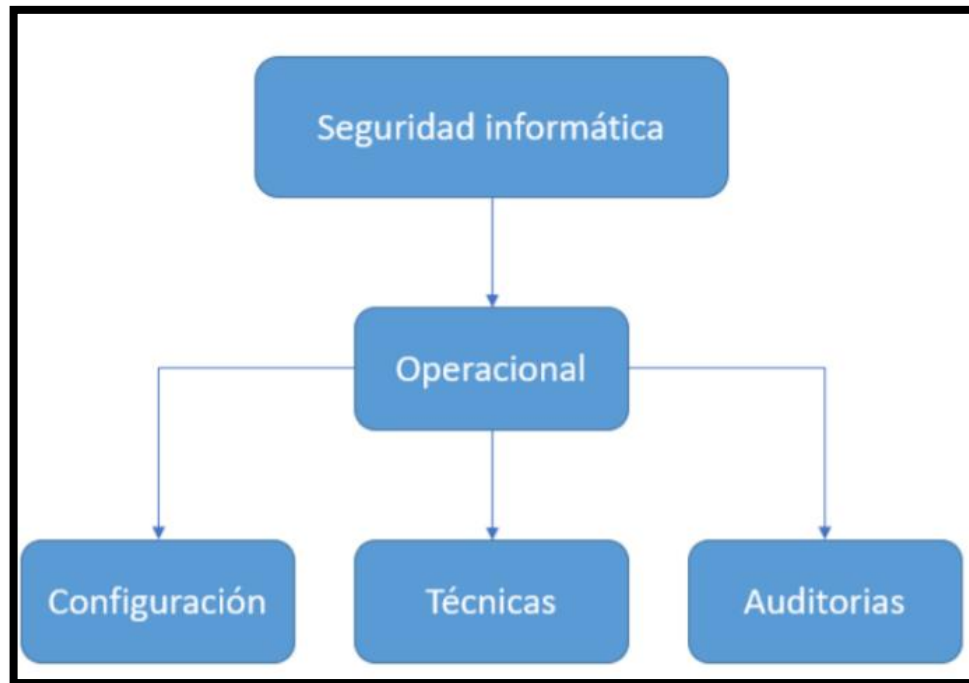 Seguridad informática
Operacional
Configuración
Técnicas
Auditorias